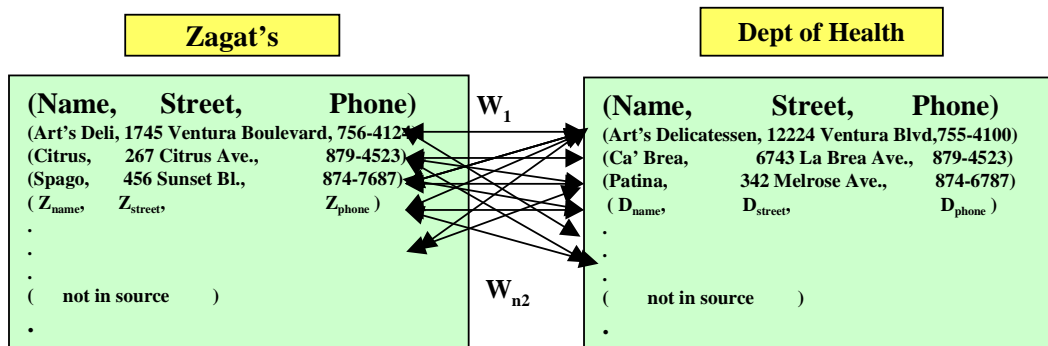 Zagat's
Dept of Health
(Name, Street, Phone)
(Art's Deli, 1745 Ventura Boulevard, 756-4124)
(Citrus, 267 Citrus Ave., 879-4523)
(Spago, 456 Sunset Bl., 874-7687)
( Zname, Zstreet, Zphone )
.
.
.
( not in source )
.
W1
Wn2
(Name, Street, Phone)
(Art's Delicatessen, 12224 Ventura Blvd,755-4100)
(Ca' Brea, 6743 La Brea Ave., 879-4523)
(Patina, 342 Melrose Ave., 874-6787)
( Dname, Dstreet, Dphone )
.
.
.
( not in source )
.